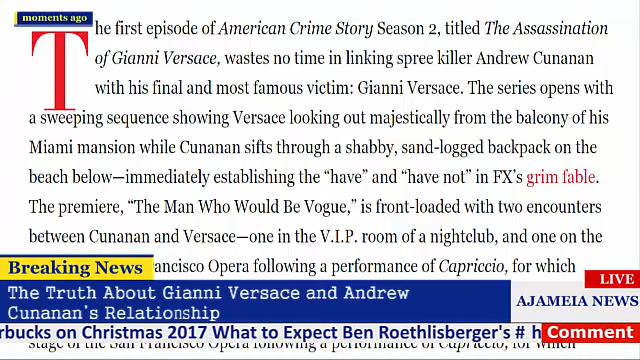 moments ago
The first episode of American Crime Story Season 2, titled The Assassination
of Gianni Versace, wastes no time in linking spree killer Andrew Cunanan
with his final and most famous victim: Gianni Versace. The series opens with
a sweeping sequence showing Versace looking out majestically from the balcony of his
Miami mansion while Cunanan sifts through a shabby, sand-logged backpack on the
beach below—immediately establishing the “have” and “have not” in FX’s grim fable.
The premiere, “The Man Who Would Be Vogue,” is front-loaded with two encounters
between Cunanan and Versace—one in the V.I.P. room of a nightclub, and one on the
Francisco Opera following a performance of Capriccio, for which
Breaking News
LIVE
The Truth About Gianni Versace and Andrew
Cunanan's Relationship
AJAMEIA NEWS
rbucks on Christmas 2017 What to Expect Ben Roethlisberger's # h
Comment
stage of the San Francisco Opera following a performance of Capriccio, for which